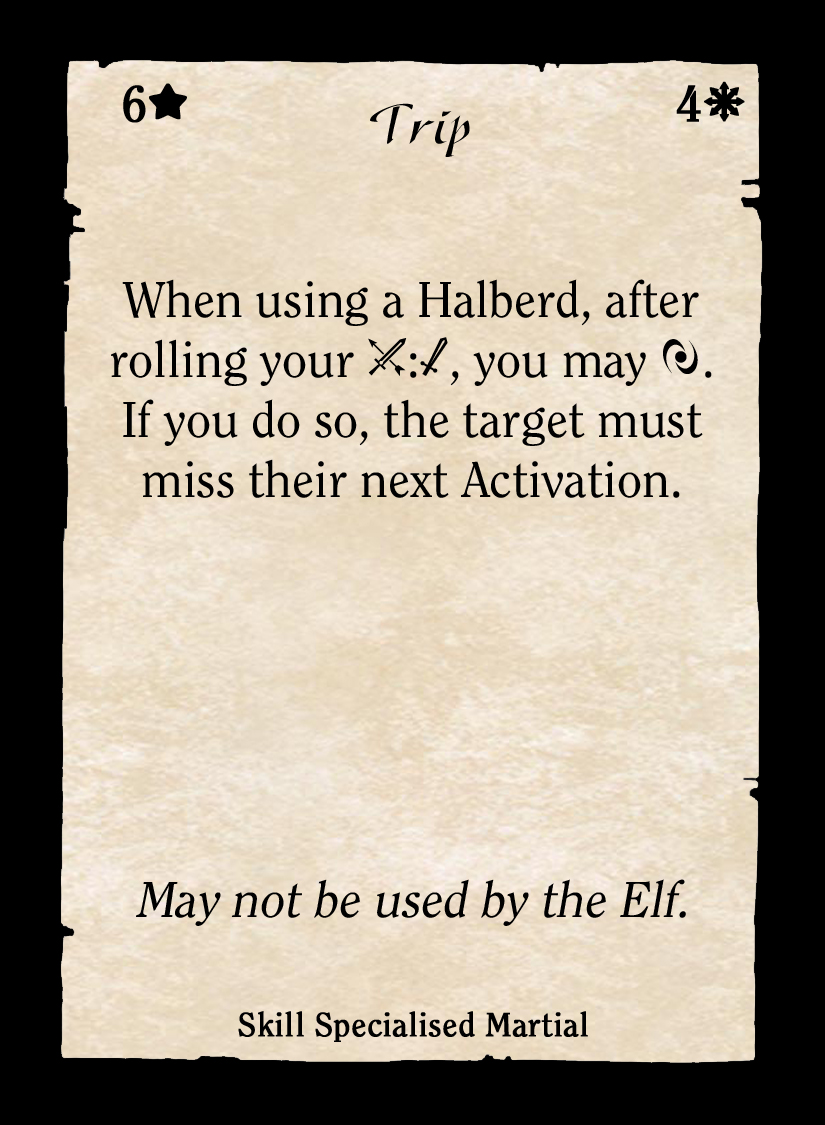 6★ Trip 4❋
When using a Halberd, after
rolling your ⚔:🗡, you may 🌀.
If you do so, the target must
miss their next Activation.
May not be used by the Elf.
Skill Specialised Martial